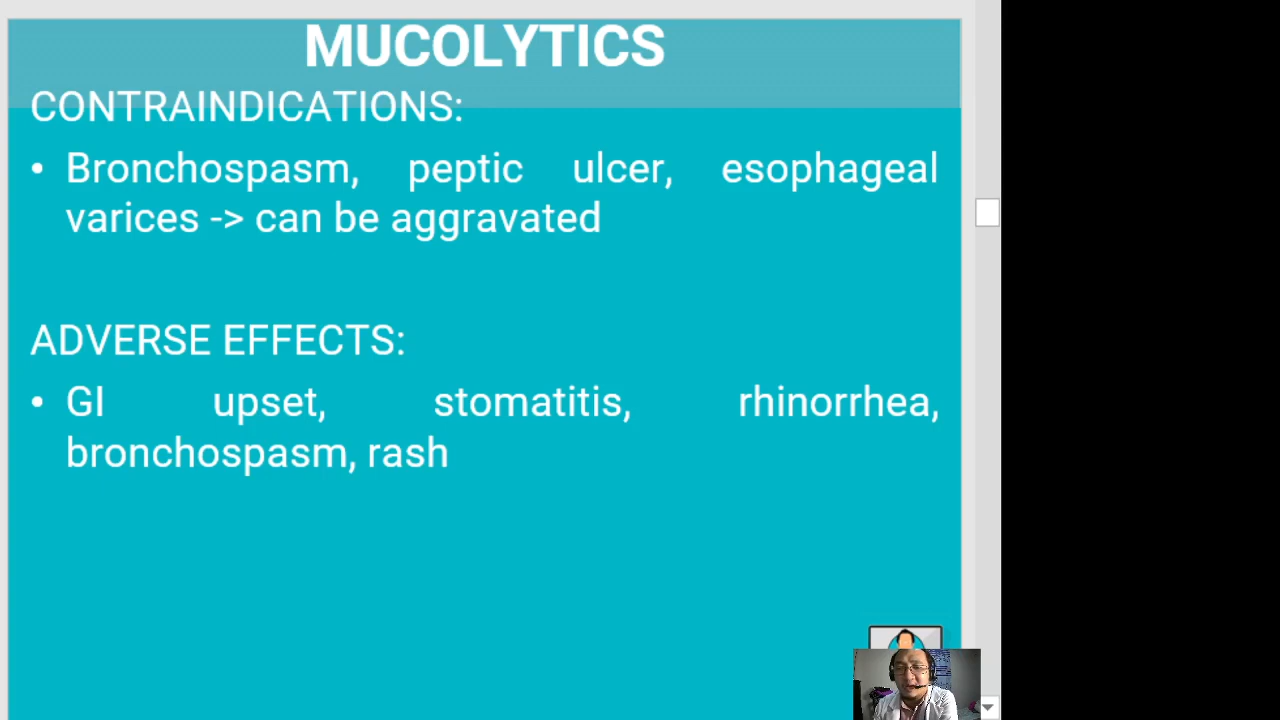 MUCOLYTICS
CONTRAINDICATIONS:
• Bronchospasm, peptic ulcer, esophageal
varices -> can be aggravated
ADVERSE EFFECTS:
• GI upset, stomatitis, rhinorrhea,
bronchospasm, rash